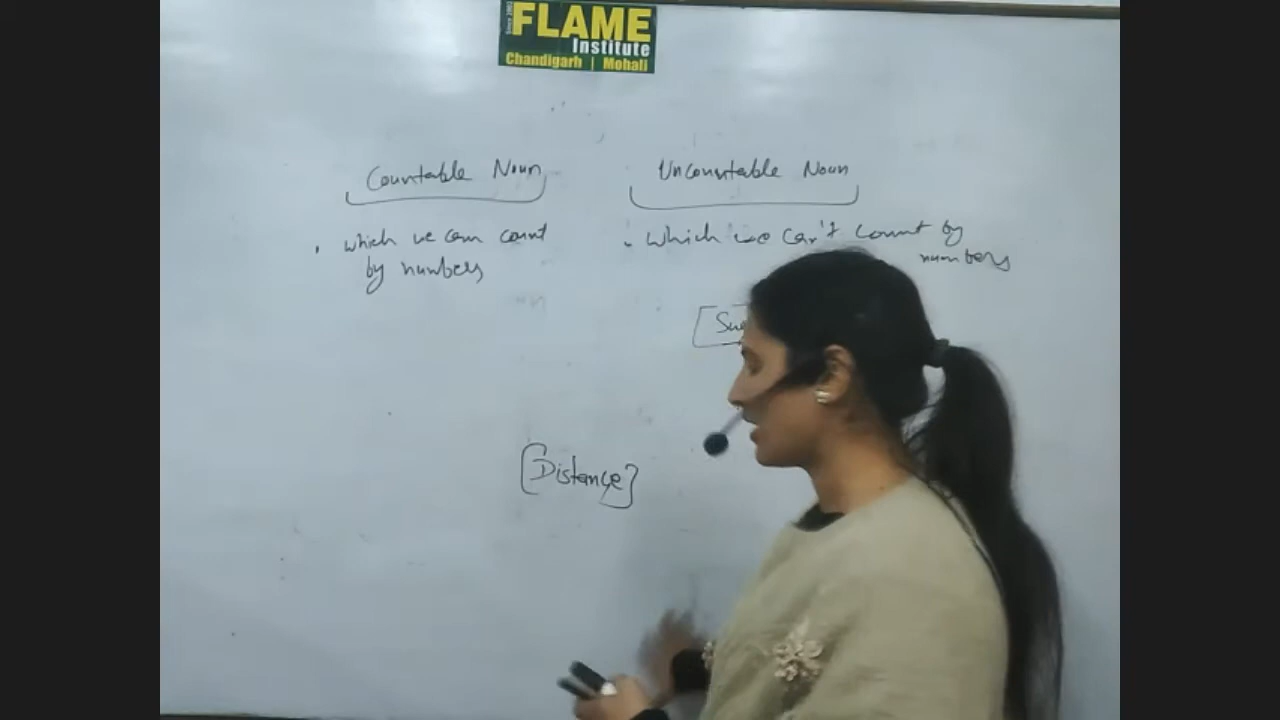 Since 2002
FLAME
Institute
Chandigarh | Mohali
Countable Noun
Uncountable Noun
. which we can count
by numbers
. which we can't count by
numbers
[Distance]